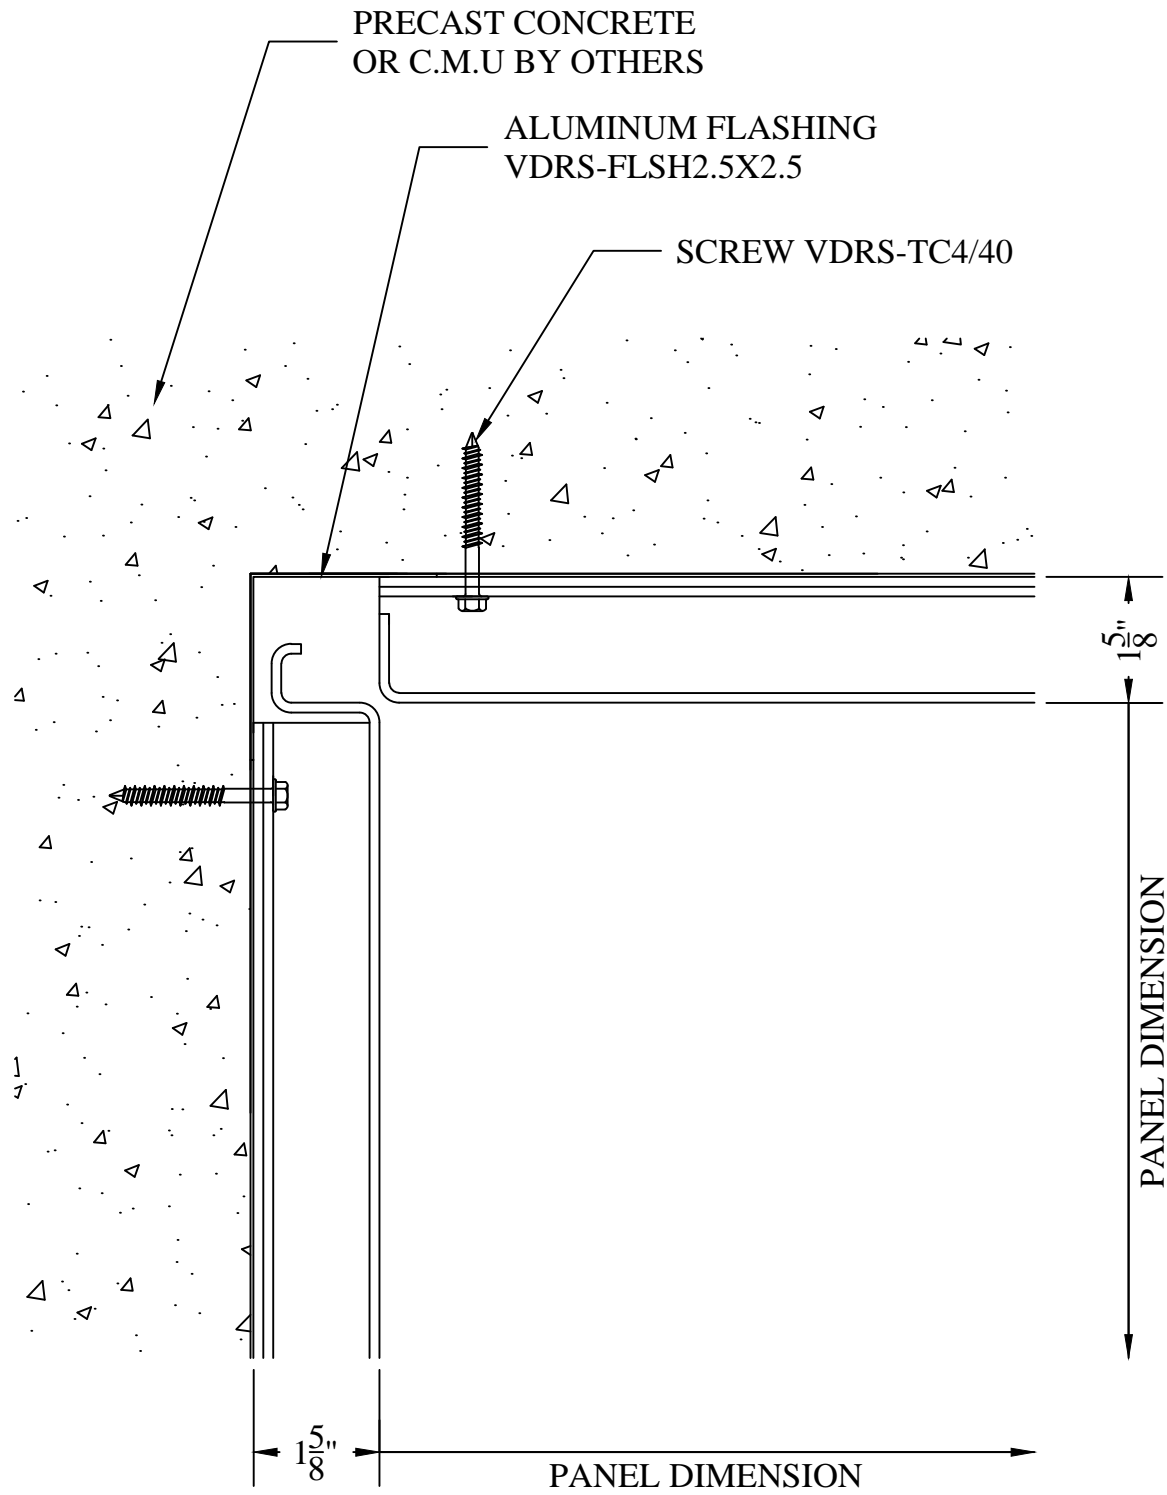 PRECAST CONCRETE
OR C.M.U BY OTHERS
ALUMINUM FLASHING
VDRS-FLSH2.5X2.5
SCREW VDRS-TC4/40
1 5/8"
PANEL DIMENSION
1 5/8"
PANEL DIMENSION